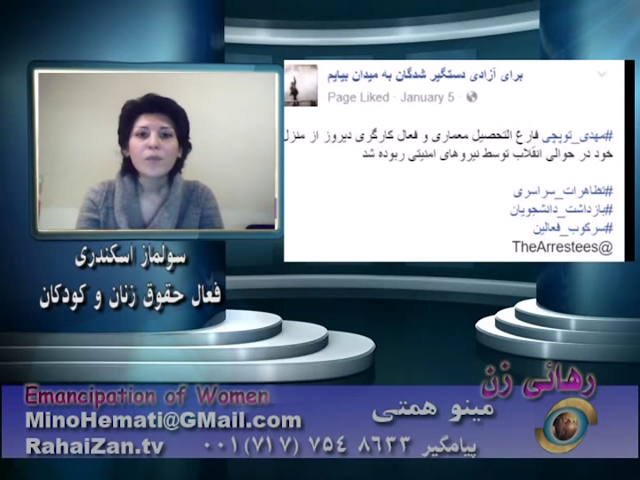 برای آزادی دستگیر شدگان به میدان بیایم
Page Liked · January 5 ·
#مهدی_توپچی فارغ التحصیل معماری و فعال کارگری دیروز از منزل
خود در حوالی انقلاب توسط نیروهای امنیتی ربوده شد
#تظاهرات_سراسری
#بازداشت_دانشجویان
#سرکوب_فعالین
@TheArrestees
سولماز اسکندری
فعال حقوق زنان و کودکان
Emancipation of Women
رهائی زن
MinoHemati@GMail.com
مینو همتی
RahaiZan.tv
پیامگیر ۸۶۳۳ ۷۵۴ (۷۱۷) ۰۰۱